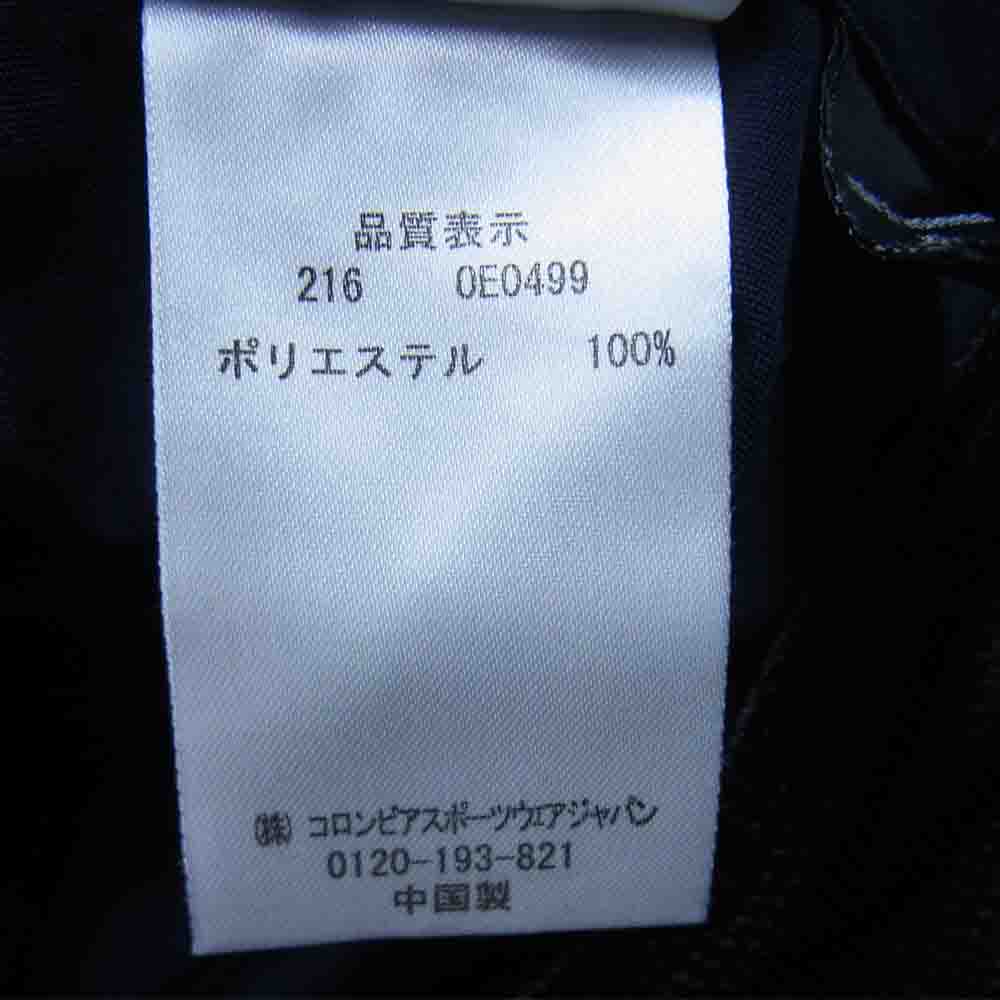 品質表示
216 0E0499
ポリエステル 100%
㈱ コロンビアスポーツウェアジャパン
0120-193-821
中国製